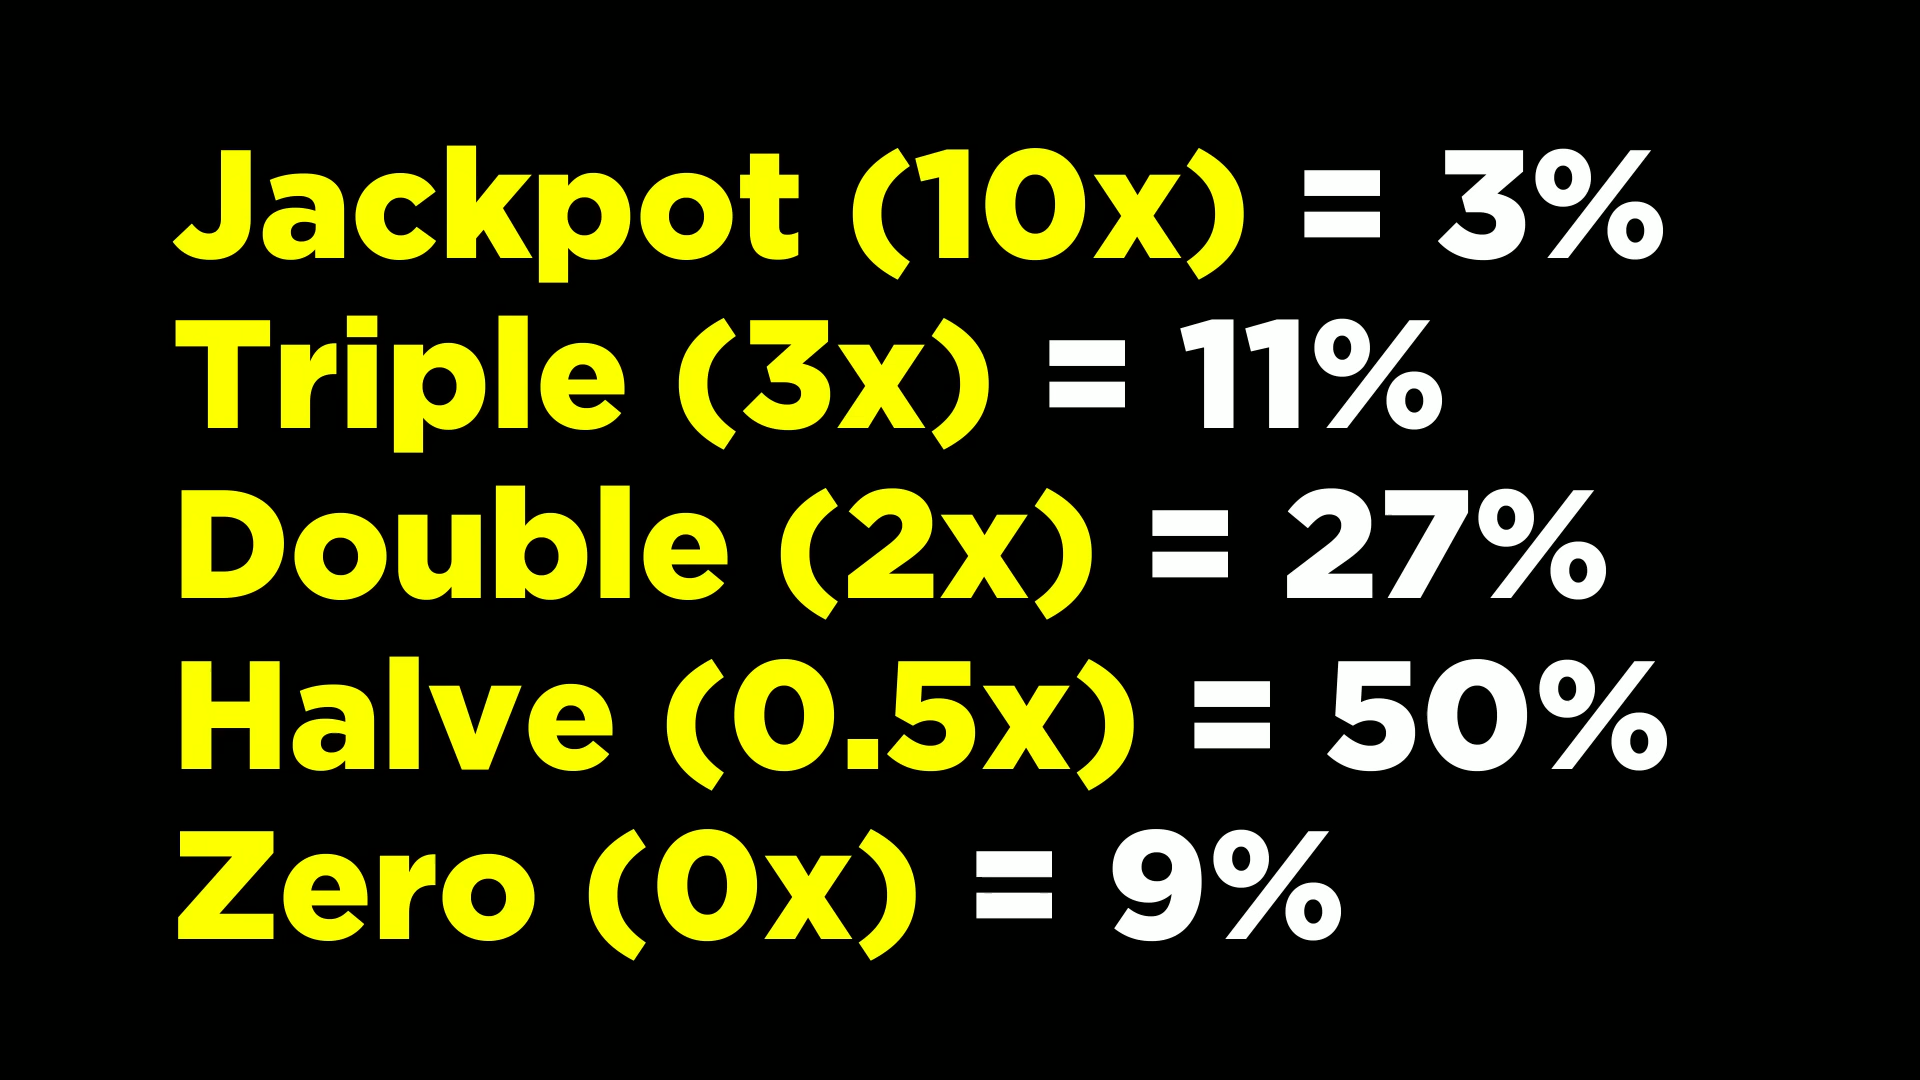 Jackpot (10x) = 3%
Triple (3x) = 11%
Double (2x) = 27%
Halve (0.5x) = 50%
Zero (0x) = 9%